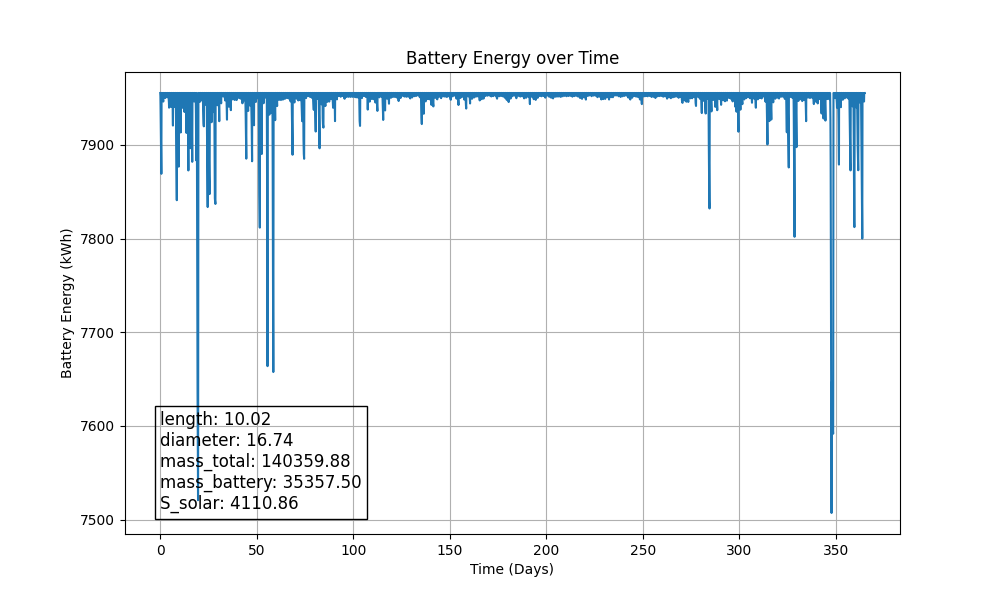 Battery Energy over Time
Battery Energy (kWh)
7900
7800
7700
7600
7500
length: 10.02
diameter: 16.74
mass_total: 140359.88
mass_battery: 35357.50
S_solar: 4110.86
0 50 100 150 200 250 300 350
Time (Days)